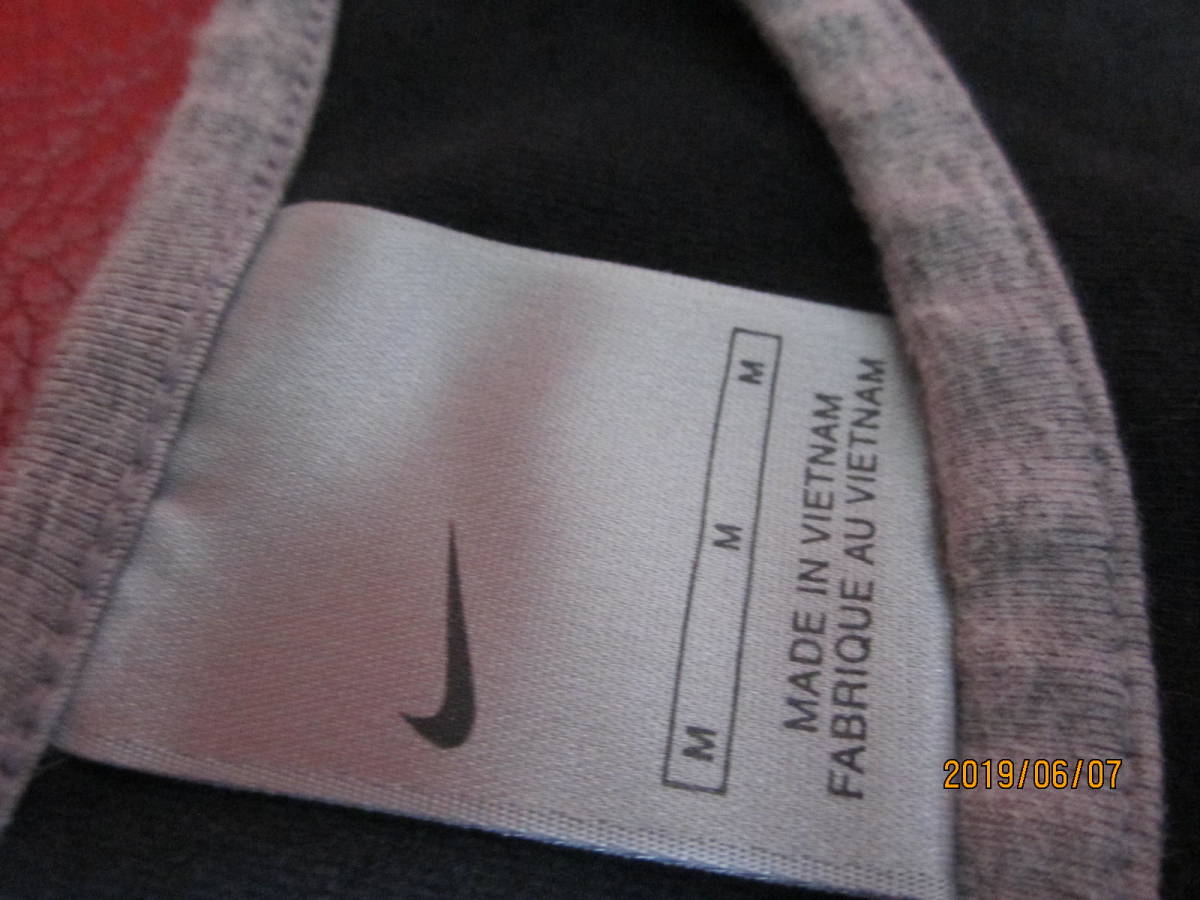 M M M
MADE IN VIETNAM
FABRIQUE AU VIETNAM
2019/06/07